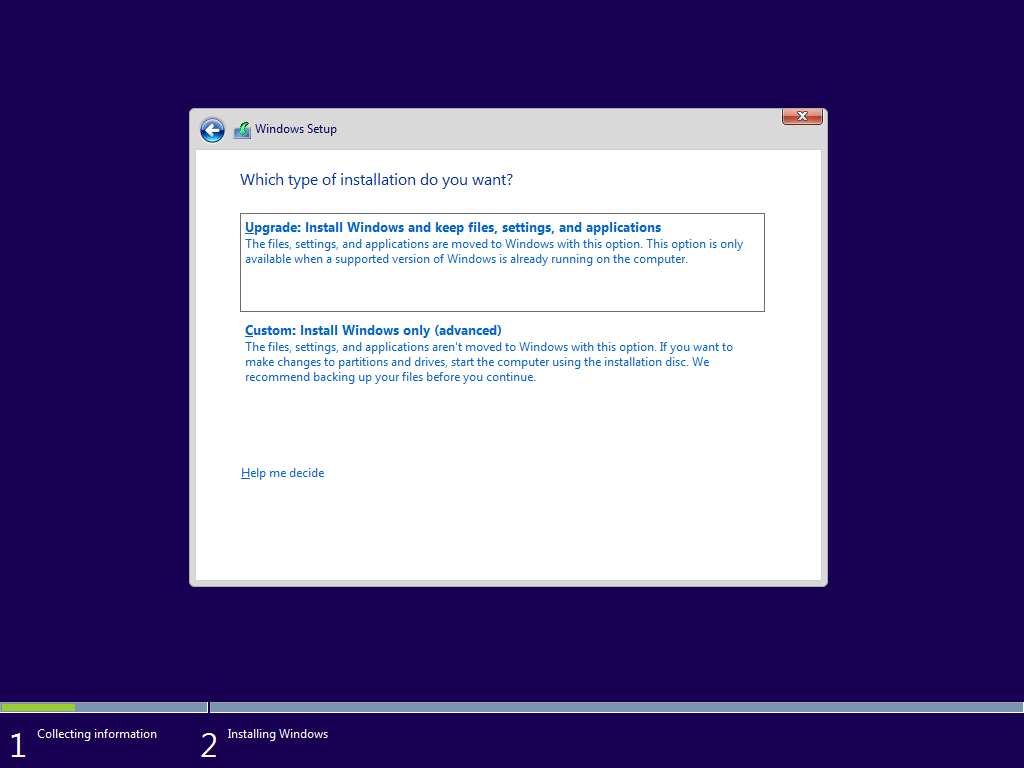 Windows Setup
Which type of installation do you want?
Upgrade: Install Windows and keep files, settings, and applications
The files, settings, and applications are moved to Windows with this option. This option is only
available when a supported version of Windows is already running on the computer.
Custom: Install Windows only (advanced)
The files, settings, and applications aren't moved to Windows with this option. If you want to
make changes to partitions and drives, start the computer using the installation disc. We
recommend backing up your files before you continue.
Help me decide
1 Collecting information
2 Installing Windows